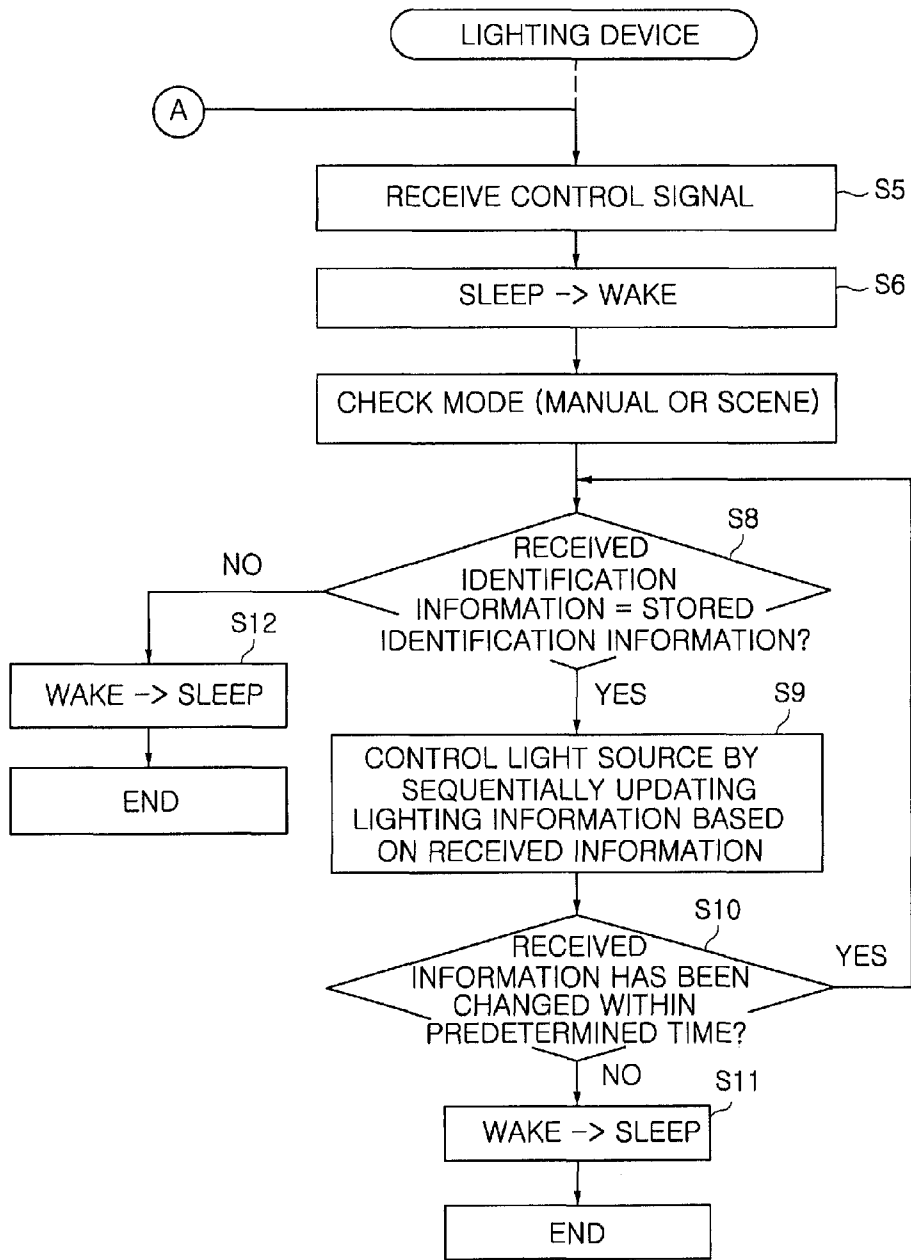 LIGHTING DEVICE
A
RECEIVE CONTROL SIGNAL
S5
SLEEP -> WAKE
S6
CHECK MODE (MANUAL OR SCENE)
S8
RECEIVED
IDENTIFICATION
INFORMATION = STORED
IDENTIFICATION INFORMATION?
NO
S12
WAKE -> SLEEP
END
YES
S9
CONTROL LIGHT SOURCE BY
SEQUENTIALLY UPDATING
LIGHTING INFORMATION BASED
ON RECEIVED INFORMATION
S10
RECEIVED
INFORMATION HAS BEEN
CHANGED WITHIN
PREDETERMINED TIME?
YES
NO
S11
WAKE -> SLEEP
END